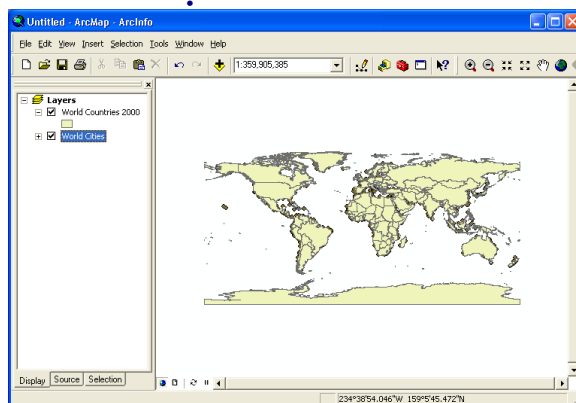 Untitled - ArcMap - ArcInfo
File Edit View Insert Selection Tools Window Help
1:359,905,385
Layers
World Countries 2000
World Cities
Display Source Selection
234°38'54.046"W 159°5'45.472"N